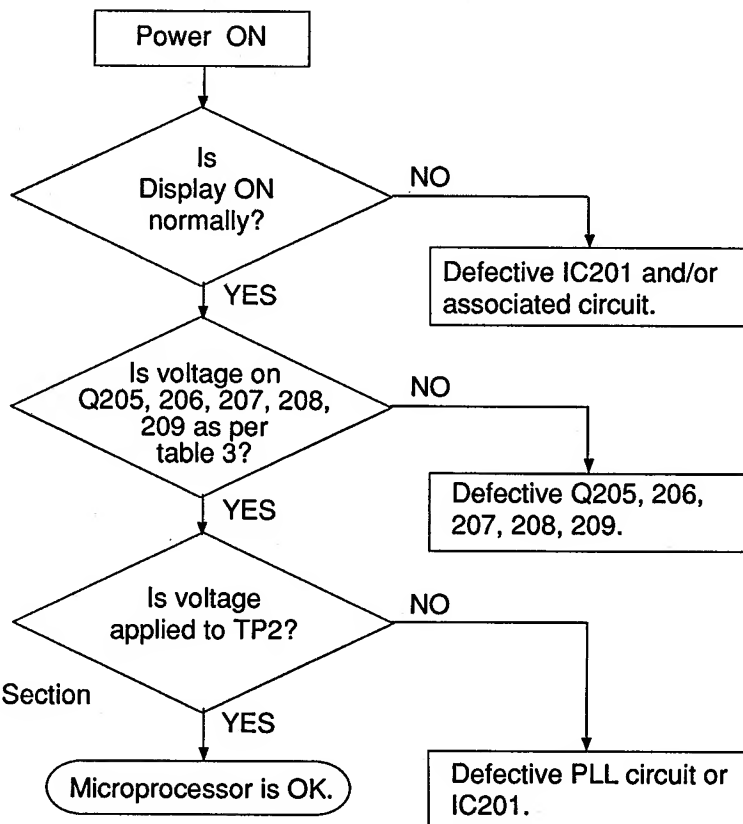 Power ON
Is
Display ON
normally?
NO
Defective IC201 and/or
associated circuit.
YES
Is voltage on
Q205, 206, 207, 208,
209 as per
table 3?
NO
Defective Q205, 206,
207, 208, 209.
YES
Is voltage
applied to TP2?
NO
Section
YES
Microprocessor is OK.
Defective PLL circuit or
IC201.